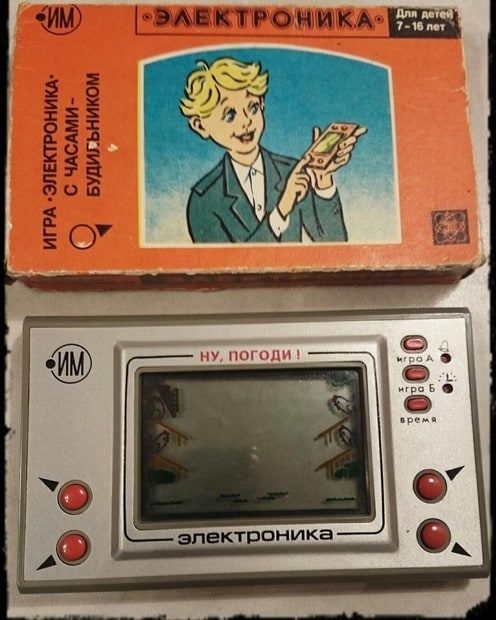 ИМ
•ЭЛЕКТРОНИКА•
Для детей
7-16 лет
ИГРА •ЭЛЕКТРОНИКА•
С ЧАСАМИ-
БУДИЛЬНИКОМ
ИМ
НУ, ПОГОДИ!
игра А
игра Б
время
электроника